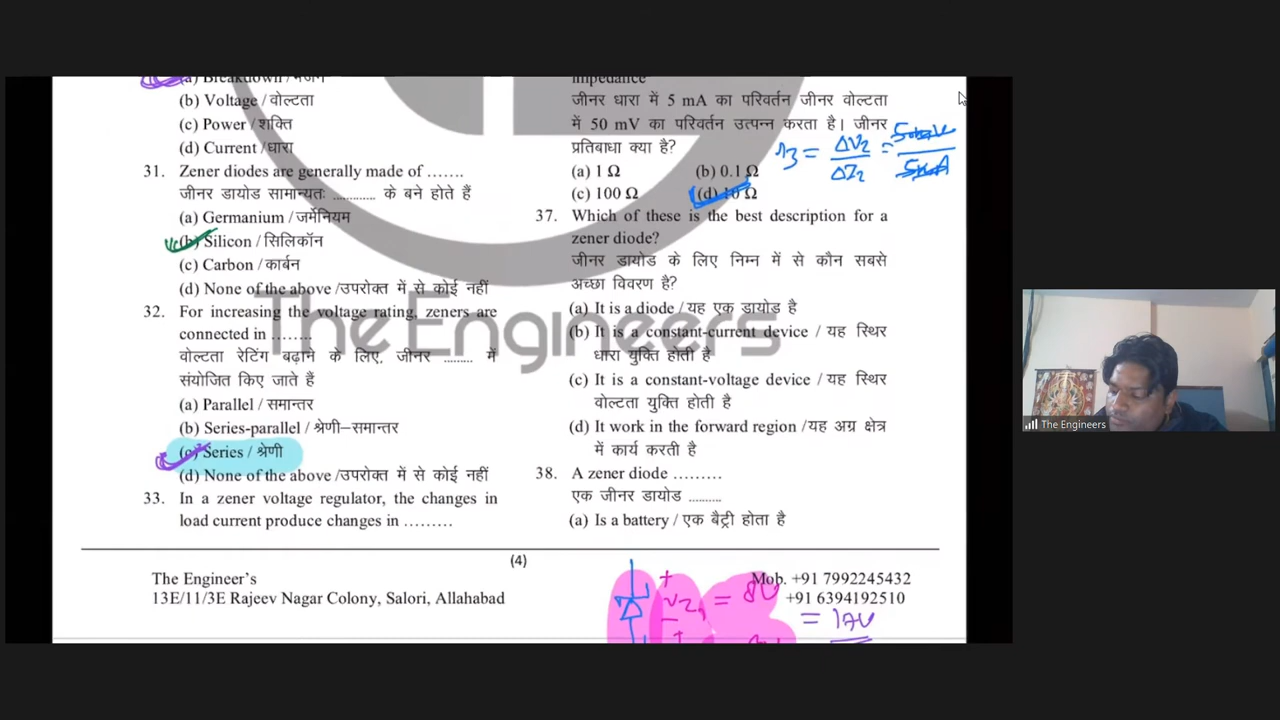 (a) Breakdown / भंजन
(b) Voltage / वोल्टता
(c) Power / शक्ति
(d) Current / धारा
31. Zener diodes are generally made of …….
जीनर डायोड सामान्यतः ............ के बने होते हैं
(a) Germanium / जर्मेनियम
(b) Silicon / सिलिकॉन
(c) Carbon / कार्बन
(d) None of the above /उपरोक्त में से कोई नहीं
32. For increasing the voltage rating, zeners are
connected in ……..
वोल्टता रेटिंग बढ़ाने के लिए, जीनर ......... में
संयोजित किए जाते हैं
(a) Parallel / समान्तर
(b) Series-parallel / श्रेणी–समान्तर
(c) Series / श्रेणी
(d) None of the above /उपरोक्त में से कोई नहीं
33. In a zener voltage regulator, the changes in
load current produce changes in ………
impedance
जीनर धारा में 5 mA का परिवर्तन जीनर वोल्टता
में 50 mV का परिवर्तन उत्पन्न करता है। जीनर
प्रतिबाधा क्या है?
(a) 1 Ω (b) 0.1 Ω
(c) 100 Ω (d) 10 Ω
37. Which of these is the best description for a
zener diode?
जीनर डायोड के लिए निम्न में से कौन सबसे
अच्छा विवरण है?
(a) It is a diode / यह एक डायोड है
(b) It is a constant-current device / यह स्थिर
धारा युक्ति होती है
(c) It is a constant-voltage device / यह स्थिर
वोल्टता युक्ति होती है
(d) It work in the forward region /यह अग्र क्षेत्र
में कार्य करती है
38. A zener diode ………
एक जीनर डायोड ..........
(a) Is a battery / एक बैट्री होता है
The Engineers
(4)
The Engineer's
13E/11/3E Rajeev Nagar Colony, Salori, Allahabad
Mob. +91 7992245432
+91 6394192510
= 8V
The Engineers